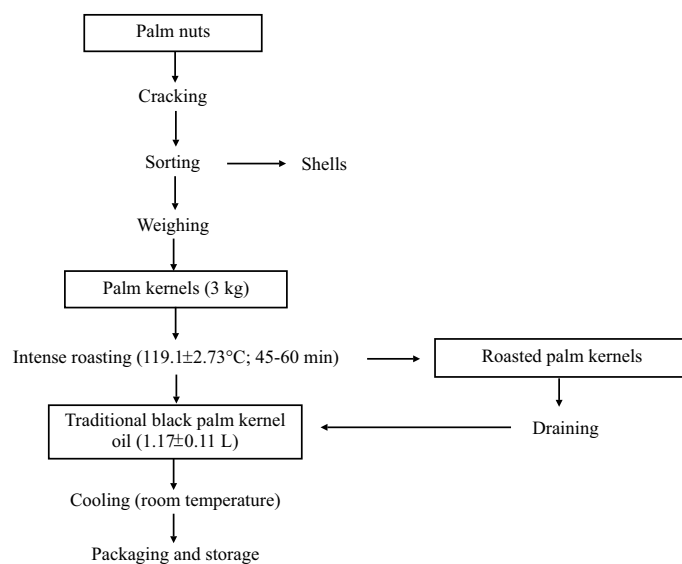 Palm nuts
Cracking
Sorting
Shells
Weighing
Palm kernels (3 kg)
Intense roasting (119.1±2.73°C; 45-60 min)
Roasted palm kernels
Traditional black palm kernel
oil (1.17±0.11 L)
Draining
Cooling (room temperature)
Packaging and storage